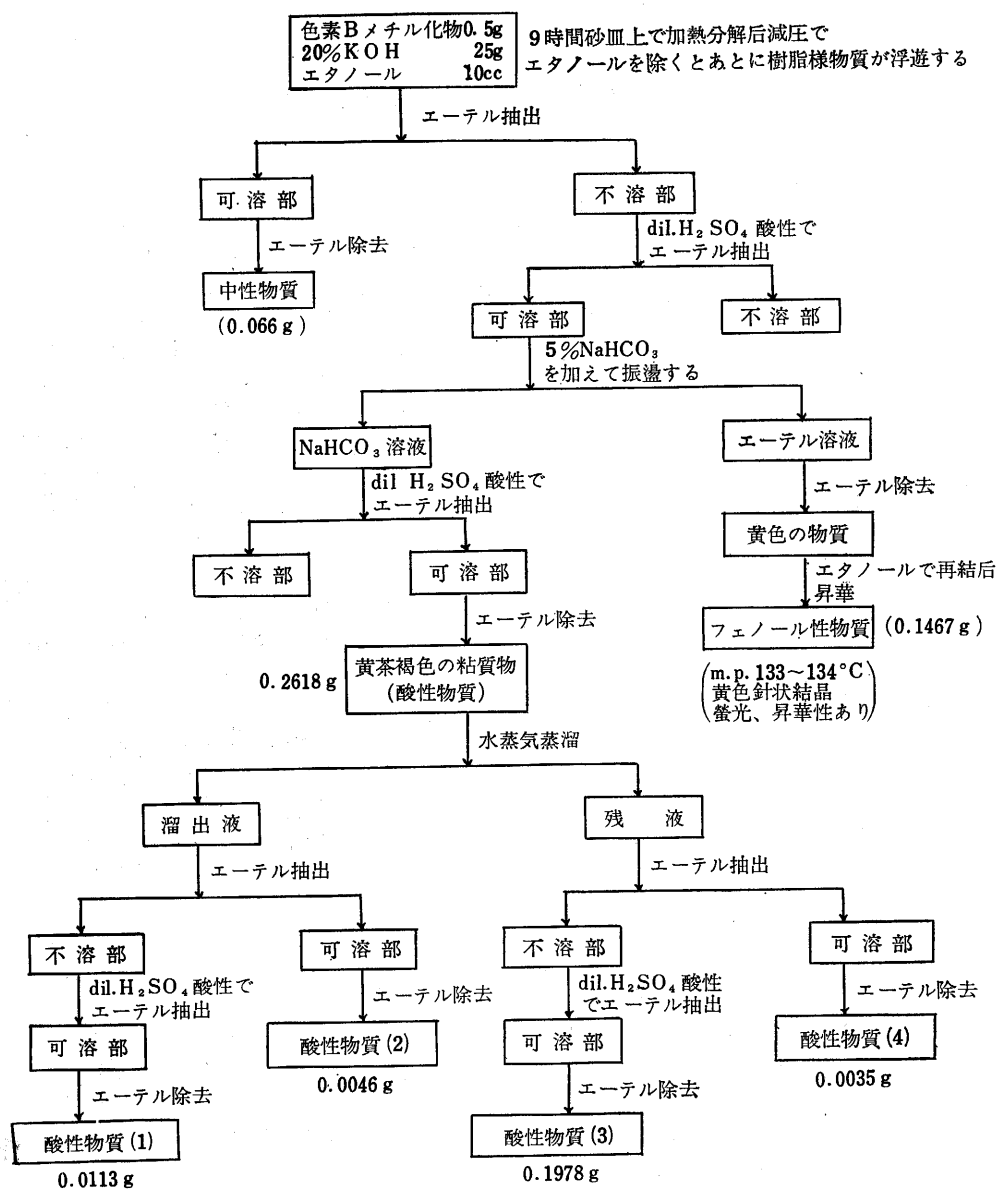 色素Bメチル化物0.5g
20%KOH 25g
エタノール 10cc
9時間砂皿上で加熱分解后減圧で
エタノールを除くとあとに樹脂様物質が浮遊する
エーテル抽出
可溶部
不溶部
エーテル除去
dil.H₂SO₄酸性で
エーテル抽出
中性物質
(0.066g)
可溶部
不溶部
5%NaHCO₃
を加えて振盪する
NaHCO₃溶液
エーテル溶液
dil H₂SO₄酸性で
エーテル抽出
エーテル除去
不溶部
可溶部
黄色の物質
エーテル除去
エタノールで再結后
昇華
0.2618g
黄茶褐色の粘質物
(酸性物質)
フェノール性物質
(0.1467g)
(m.p.133~134°C
黄色針状結晶
螢光、昇華性あり)
水蒸気蒸溜
溜出液
残液
エーテル抽出
エーテル抽出
不溶部
可溶部
不溶部
可溶部
dil.H₂SO₄酸性で
エーテル抽出
エーテル除去
dil.H₂SO₄酸性
でエーテル抽出
エーテル除去
可溶部
酸性物質(2)
0.0046g
可溶部
酸性物質(4)
0.0035g
エーテル除去
エーテル除去
酸性物質(1)
0.0113g
酸性物質(3)
0.1978g